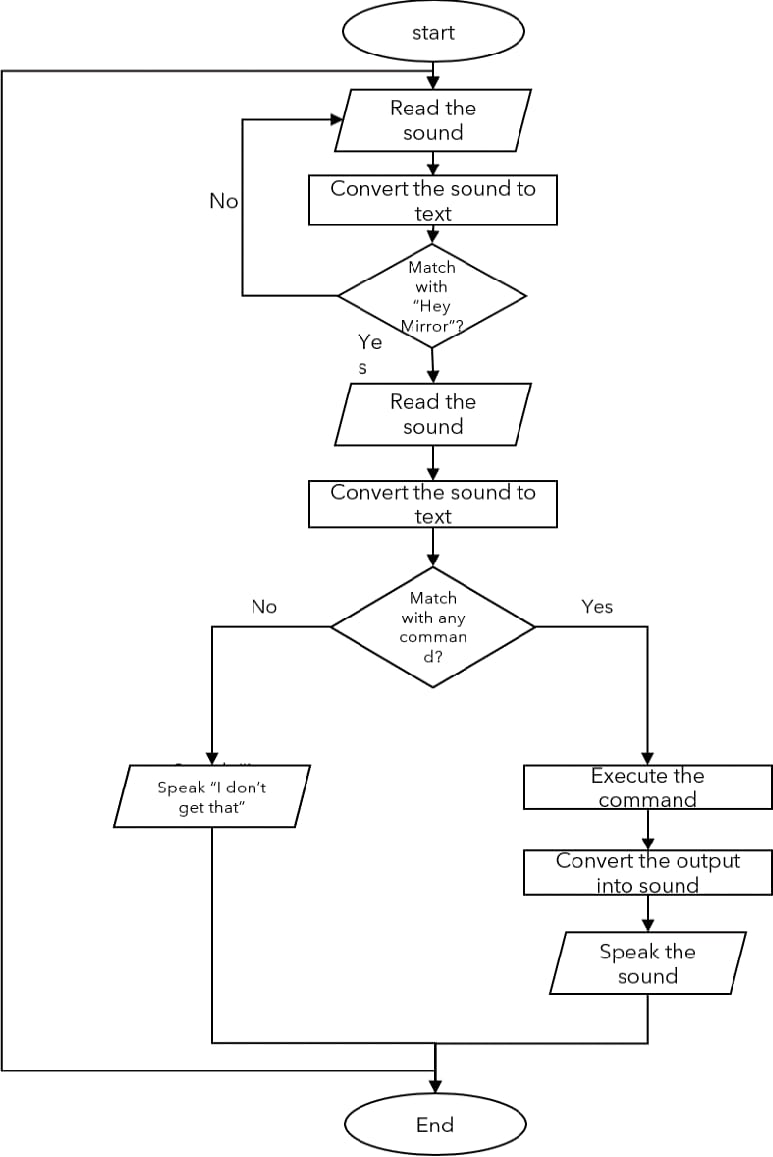 start
Read the
sound
Convert the sound to
text
No
Match
with
“Hey
Mirror”?
Ye
s
Read the
sound
Convert the sound to
text
No
Match
with any
comman
d?
Yes
Speak “I don’t
get that”
Execute the
command
Convert the output
into sound
Speak the
sound
End